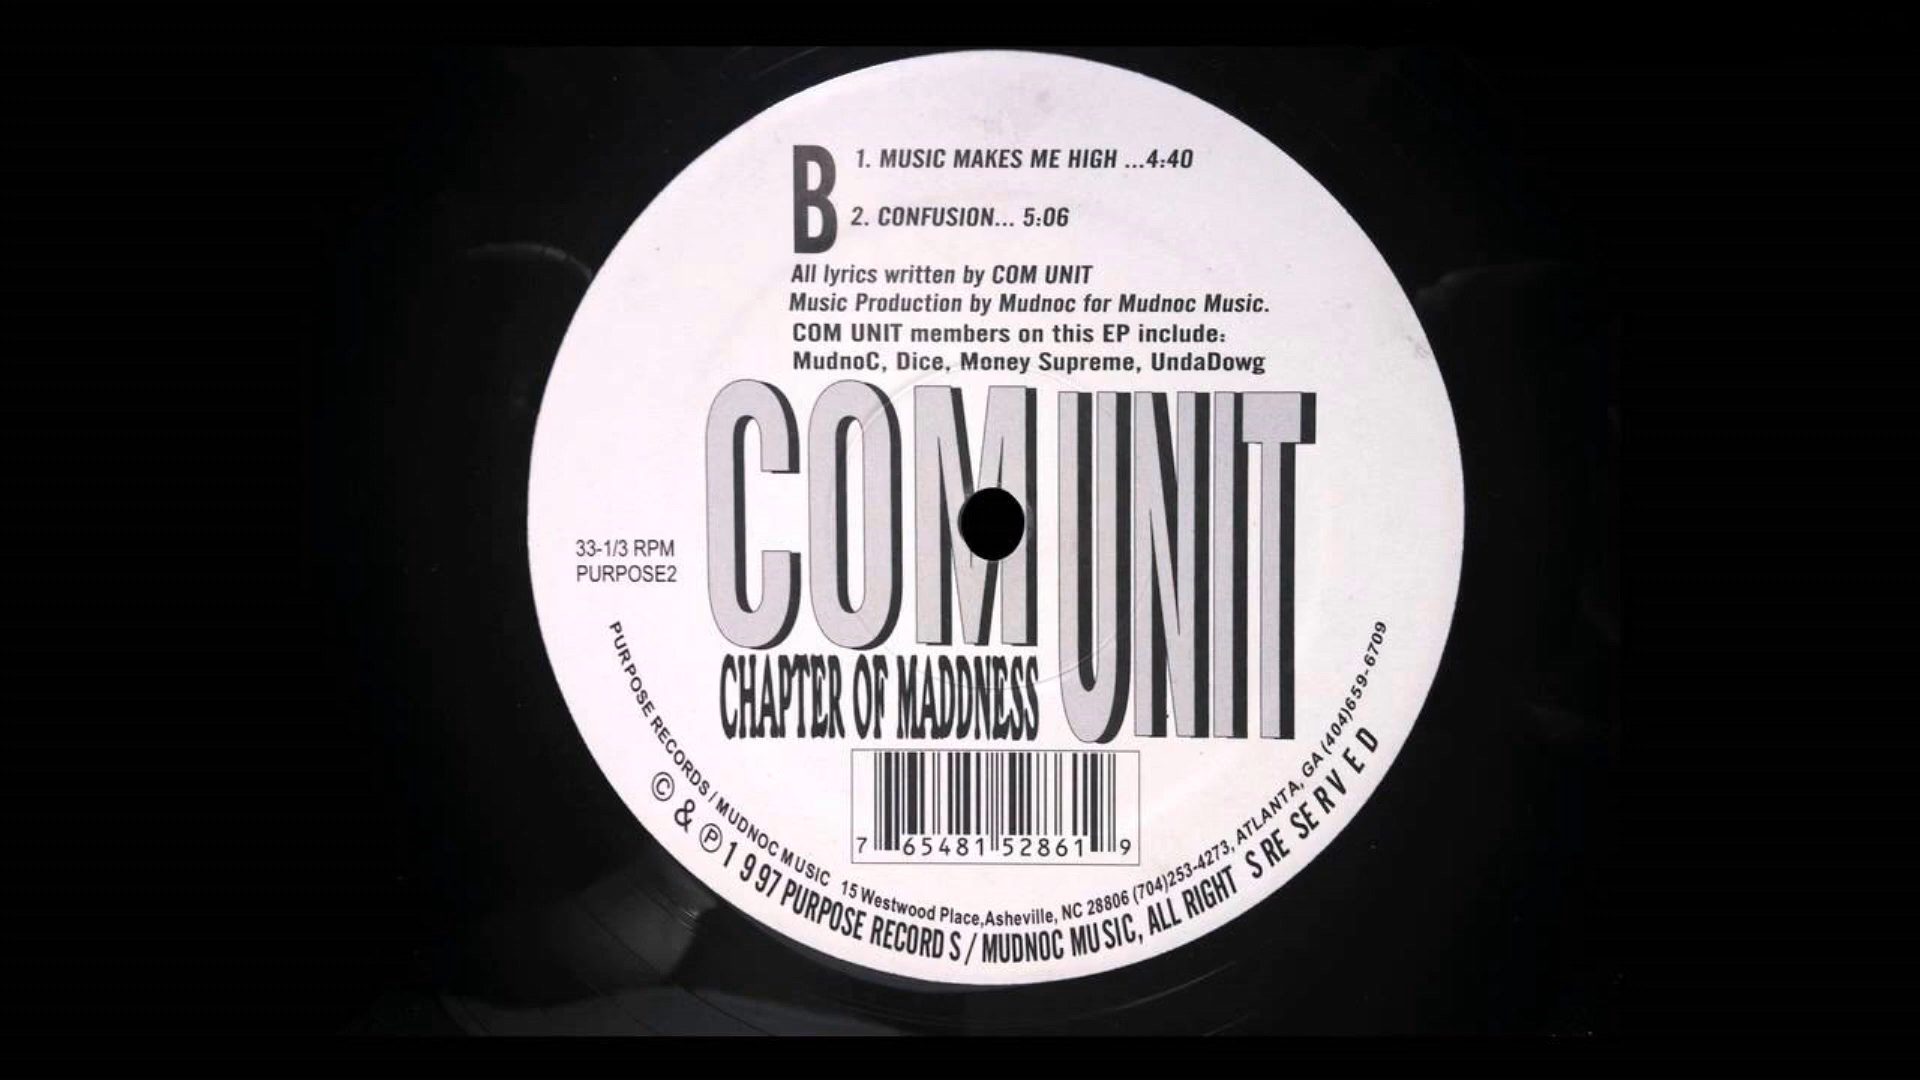 B
1. MUSIC MAKES ME HIGH ...4:40
2. CONFUSION... 5:06
All lyrics written by COM UNIT
Music Production by Mudnoc for Mudnoc Music.
COM UNIT members on this EP include:
MudnoC, Dice, Money Supreme, UndaDowg
COM UNIT
CHAPTER OF MADDNESS
33-1/3 RPM
PURPOSE2
7 65481 52861 9
PURPOSE RECORDS / MUDNOC MUSIC 15 Westwood Place,Asheville, NC 28806 (704)253-4273, ATLANTA, GA (404)659-6709
© & ℗ 1997 PURPOSE RECORDS / MUDNOC MUSIC, ALL RIGHTS RESERVED